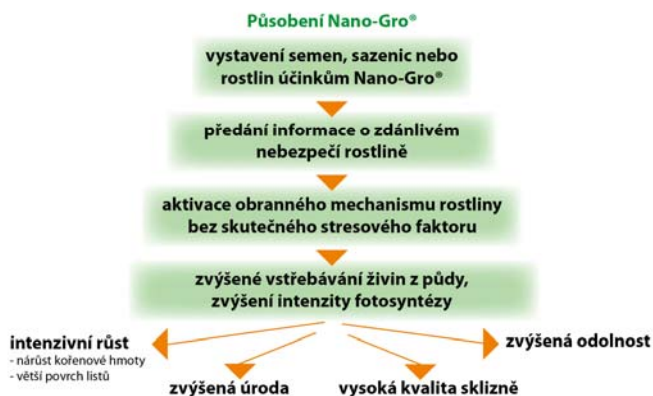 Působení Nano-Gro®
vystavení semen, sazenic nebo
rostlin účinkům Nano-Gro®
předání informace o zdánlivém
nebezpečí rostlině
aktivace obranného mechanismu rostliny
bez skutečného stresového faktoru
zvýšené vstřebávání živin z půdy,
zvýšení intenzity fotosyntézy
intenzivní růst
- nárůst kořenové hmoty
- větší povrch listů
zvýšená úroda
vysoká kvalita sklizně
zvýšená odolnost